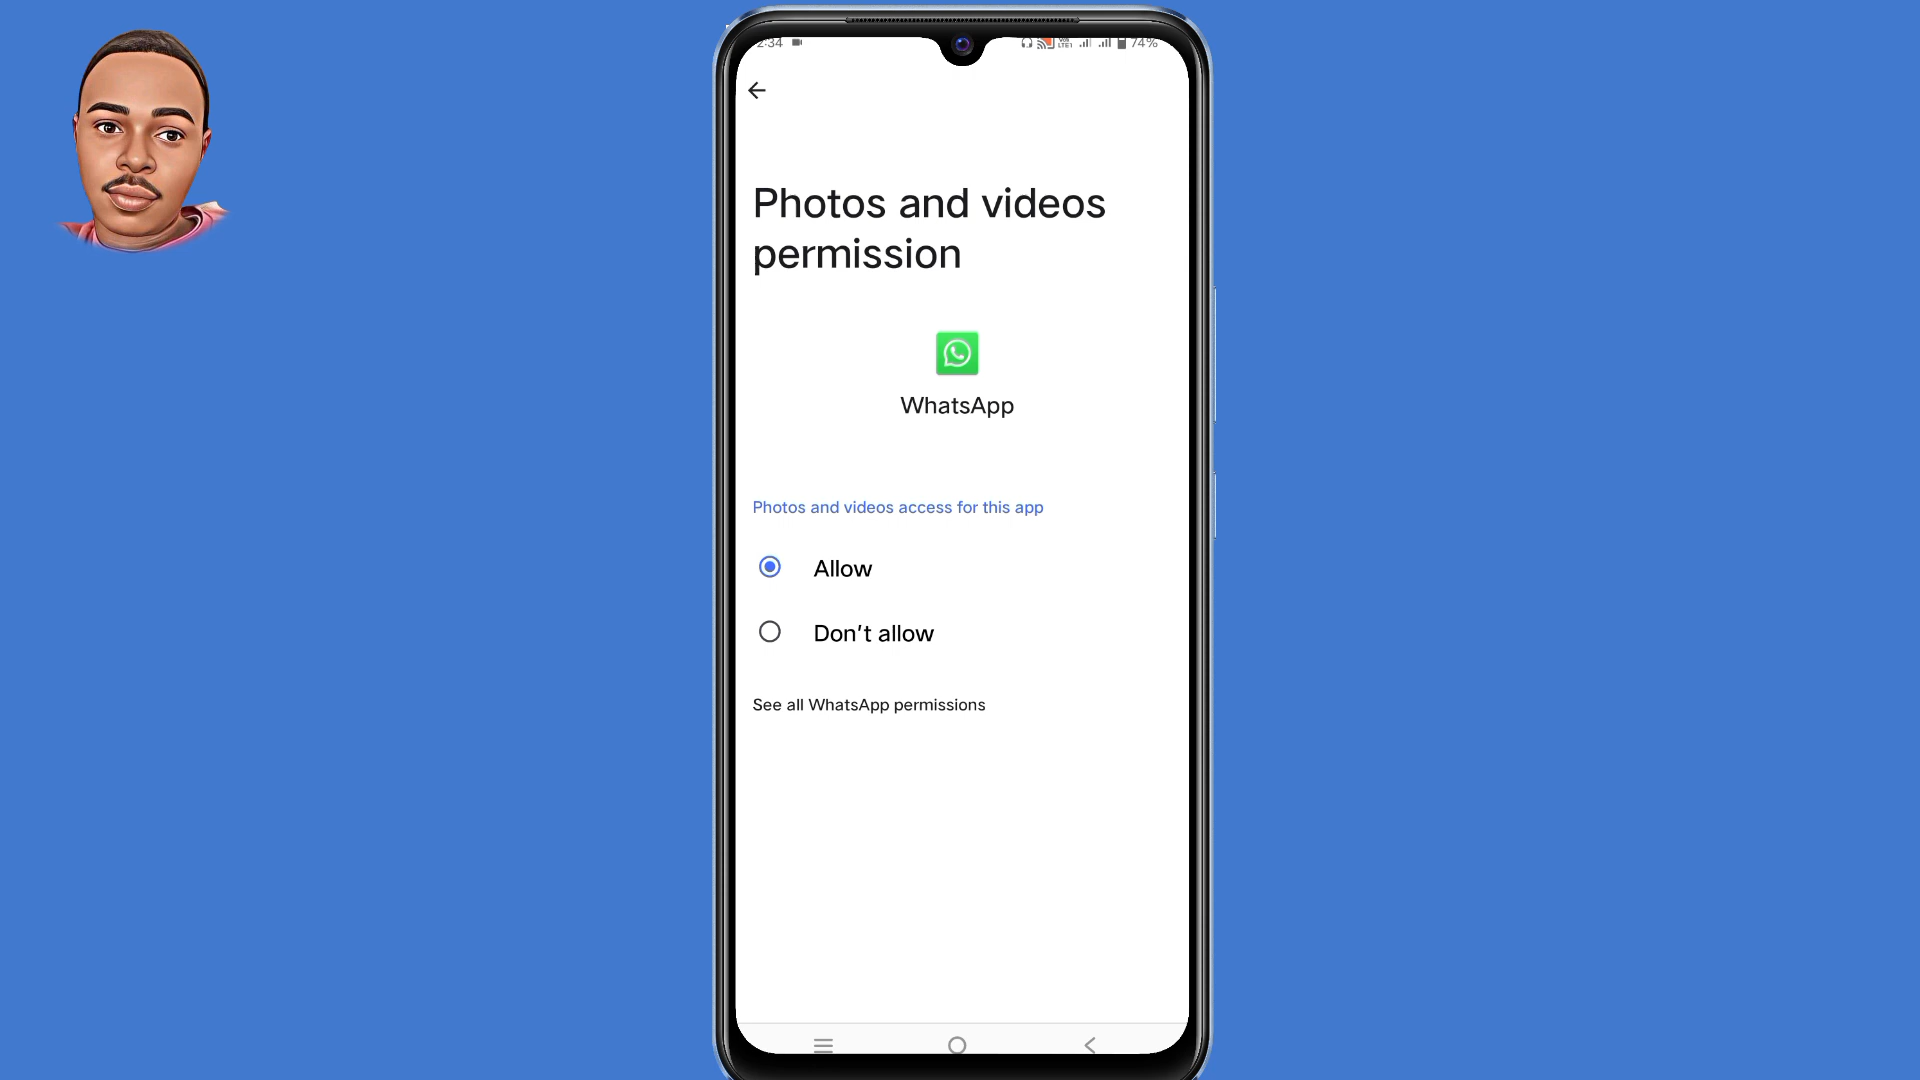 2:34
74%
Photos and videos
permission
WhatsApp
Photos and videos access for this app
Allow
Don't allow
See all WhatsApp permissions